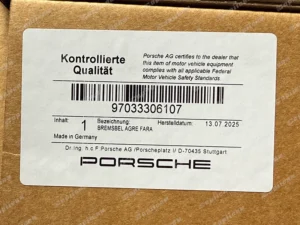 Kontrollierte
Qualität
Porsche AG certifies to the dealer that
this item of motor vehicle equipment
complies with all applicable Federal
Motor Vehicle Safety Standards
97033306107
Inhalt: 1
Bezeichnung:
BREMSBEL AGRE FARA
Herstelldatum: 13.07.2025
Made in Germany
Dr. Ing. h c F. Porsche AG /Porscheplatz I/ D-70435 Stuttgart
PORSCHE